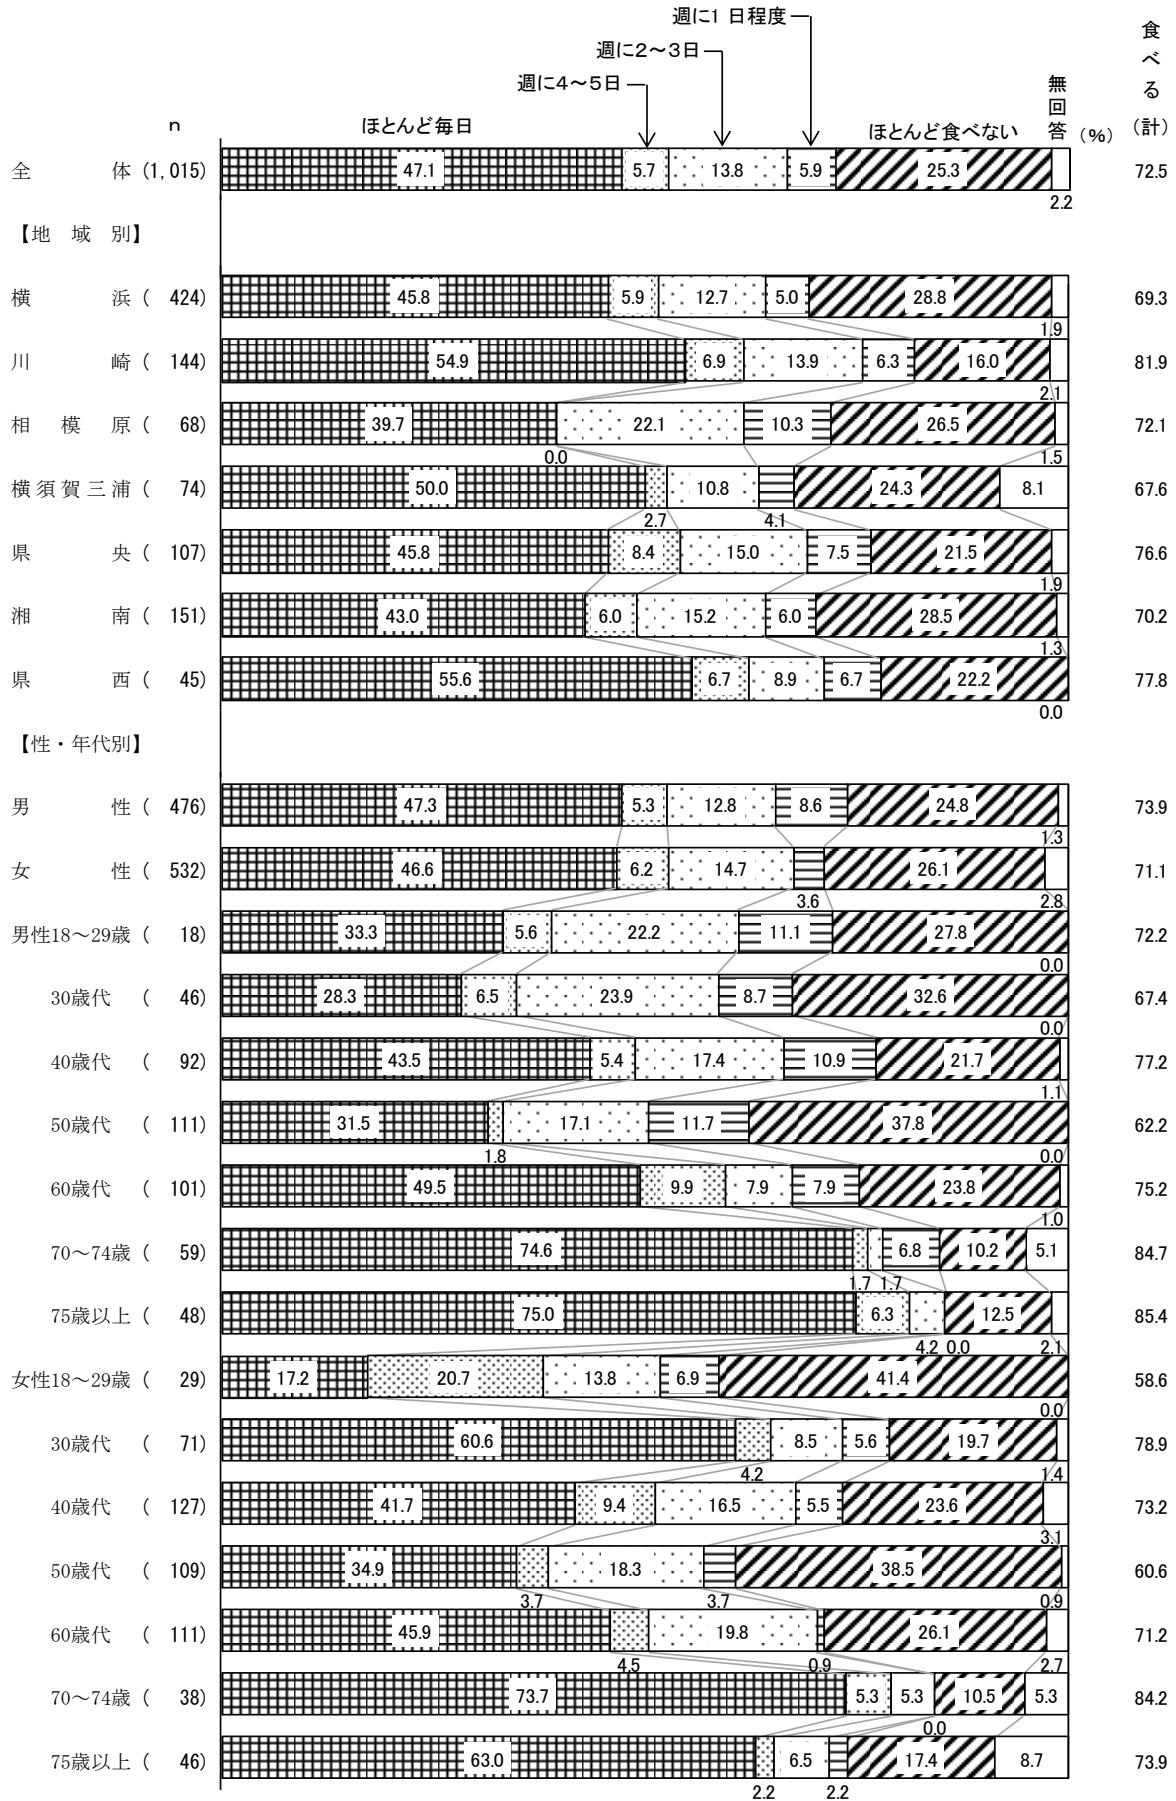 週に1 日程度
週に2～3日
週に4～5日
n
ほとんど毎日
ほとんど食べない
無回答
(%)
食べる
(計)
全体 (1,015) 47.1 5.7 13.8 5.9 25.3 72.5
2.2
【地 域 別】
横浜 ( 424) 45.8 5.9 12.7 5.0 28.8 69.3
1.9
川崎 ( 144) 54.9 6.9 13.9 6.3 16.0 81.9
2.1
相模原 ( 68) 39.7 22.1 10.3 26.5 72.1
0.0 1.5
横須賀三浦 ( 74) 50.0 10.8 24.3 8.1 67.6
2.7 4.1
県央 ( 107) 45.8 8.4 15.0 7.5 21.5 76.6
1.9
湘南 ( 151) 43.0 6.0 15.2 6.0 28.5 70.2
1.3
県西 ( 45) 55.6 6.7 8.9 6.7 22.2 77.8
0.0
【性・年代別】
男性 ( 476) 47.3 5.3 12.8 8.6 24.8 73.9
1.3
女性 ( 532) 46.6 6.2 14.7 26.1 71.1
3.6 2.8
男性18～29歳 ( 18) 33.3 5.6 22.2 11.1 27.8 72.2
0.0
30歳代 ( 46) 28.3 6.5 23.9 8.7 32.6 67.4
0.0
40歳代 ( 92) 43.5 5.4 17.4 10.9 21.7 77.2
1.1
50歳代 ( 111) 31.5 17.1 11.7 37.8 62.2
1.8 0.0
60歳代 ( 101) 49.5 9.9 7.9 7.9 23.8 75.2
1.0
70～74歳 ( 59) 74.6 6.8 10.2 5.1 84.7
1.7 1.7
75歳以上 ( 48) 75.0 6.3 12.5 85.4
4.2 0.0 2.1
女性18～29歳 ( 29) 17.2 20.7 13.8 6.9 41.4 58.6
0.0
30歳代 ( 71) 60.6 8.5 5.6 19.7 78.9
4.2 1.4
40歳代 ( 127) 41.7 9.4 16.5 5.5 23.6 73.2
3.1
50歳代 ( 109) 34.9 18.3 38.5 60.6
3.7 3.7 0.9
60歳代 ( 111) 45.9 19.8 26.1 71.2
4.5 0.9 2.7
70～74歳 ( 38) 73.7 5.3 5.3 10.5 5.3 84.2
0.0
75歳以上 ( 46) 63.0 6.5 17.4 8.7 73.9
2.2 2.2